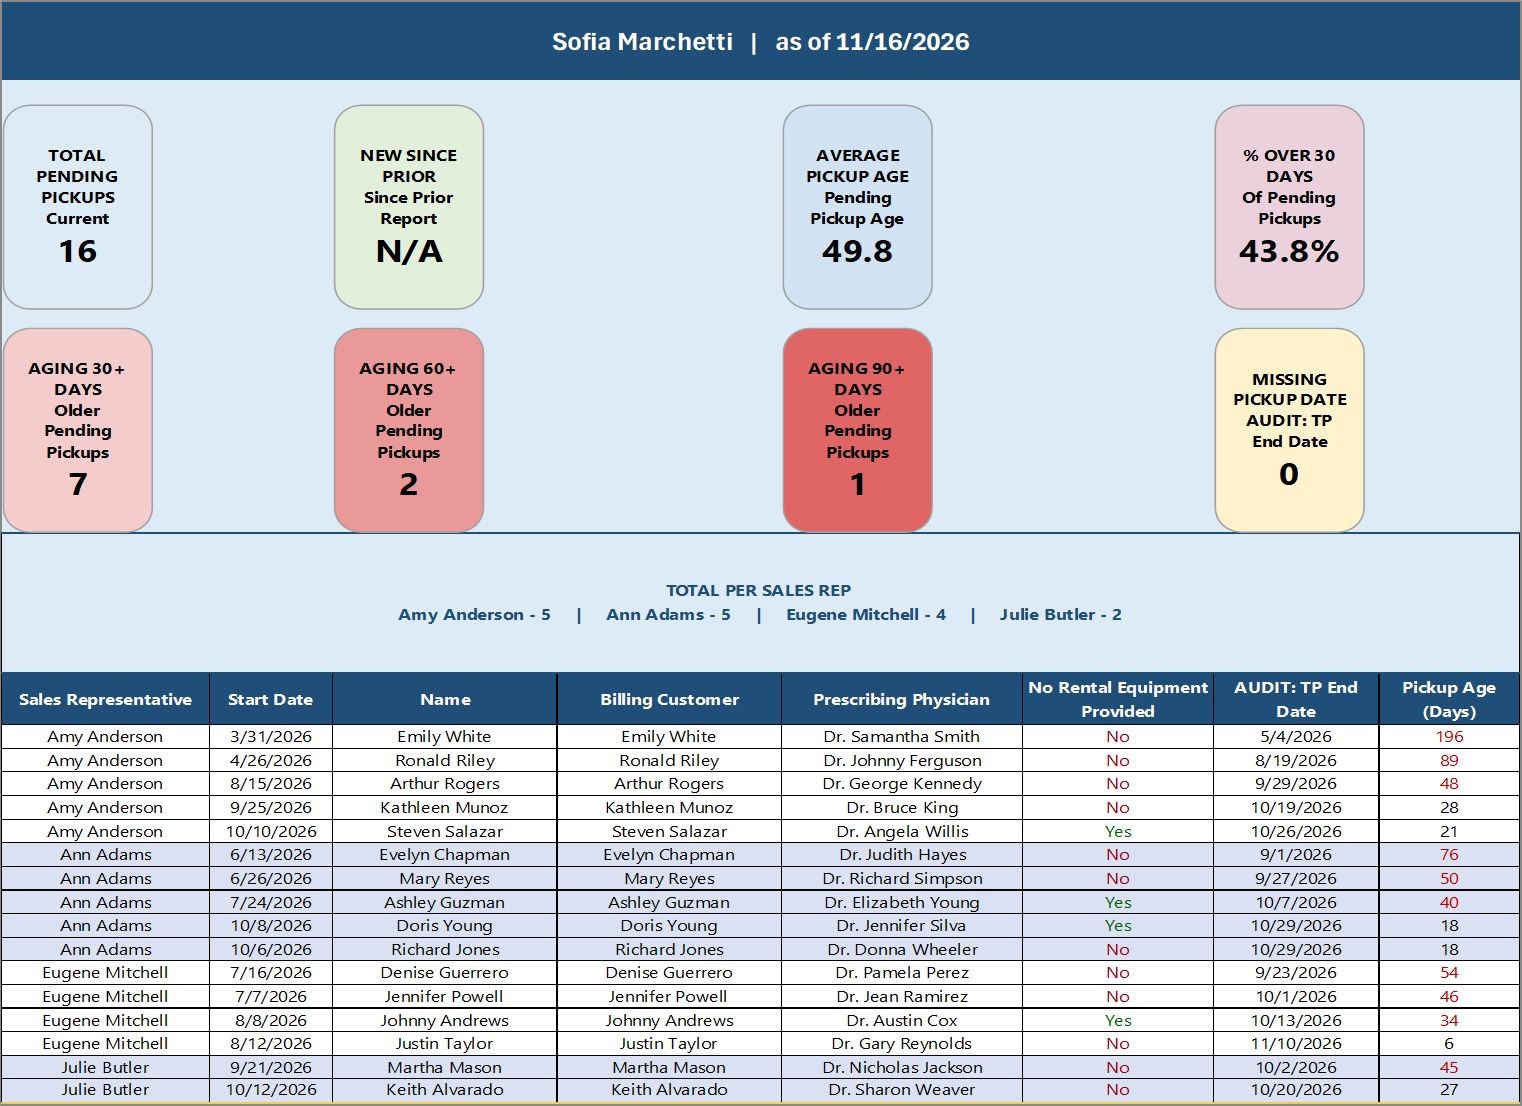 Sofia Marchetti | as of 11/16/2026
TOTAL
PENDING
PICKUPS
Current
16
NEW SINCE
PRIOR
Since Prior
Report
N/A
AVERAGE
PICKUP AGE
Pending
Pickup Age
49.8
% OVER 30
DAYS
Of Pending
Pickups
43.8%
AGING 30+
DAYS
Older
Pending
Pickups
7
AGING 60+
DAYS
Older
Pending
Pickups
2
AGING 90+
DAYS
Older
Pending
Pickups
1
MISSING
PICKUP DATE
AUDIT: TP
End Date
0
TOTAL PER SALES REP
Amy Anderson - 5 | Ann Adams - 5 | Eugene Mitchell - 4 | Julie Butler - 2
Sales Representative Start Date Name Billing Customer Prescribing Physician No Rental Equipment Provided AUDIT: TP End Date Pickup Age (Days)
Amy Anderson 3/31/2026 Emily White Emily White Dr. Samantha Smith No 5/4/2026 196
Amy Anderson 4/26/2026 Ronald Riley Ronald Riley Dr. Johnny Ferguson No 8/19/2026 89
Amy Anderson 8/15/2026 Arthur Rogers Arthur Rogers Dr. George Kennedy No 9/29/2026 48
Amy Anderson 9/25/2026 Kathleen Munoz Kathleen Munoz Dr. Bruce King No 10/19/2026 28
Amy Anderson 10/10/2026 Steven Salazar Steven Salazar Dr. Angela Willis Yes 10/26/2026 21
Ann Adams 6/13/2026 Evelyn Chapman Evelyn Chapman Dr. Judith Hayes No 9/1/2026 76
Ann Adams 6/26/2026 Mary Reyes Mary Reyes Dr. Richard Simpson No 9/27/2026 50
Ann Adams 7/24/2026 Ashley Guzman Ashley Guzman Dr. Elizabeth Young Yes 10/7/2026 40
Ann Adams 10/8/2026 Doris Young Doris Young Dr. Jennifer Silva Yes 10/29/2026 18
Ann Adams 10/6/2026 Richard Jones Richard Jones Dr. Donna Wheeler No 10/29/2026 18
Eugene Mitchell 7/16/2026 Denise Guerrero Denise Guerrero Dr. Pamela Perez No 9/23/2026 54
Eugene Mitchell 7/7/2026 Jennifer Powell Jennifer Powell Dr. Jean Ramirez No 10/1/2026 46
Eugene Mitchell 8/8/2026 Johnny Andrews Johnny Andrews Dr. Austin Cox Yes 10/13/2026 34
Eugene Mitchell 8/12/2026 Justin Taylor Justin Taylor Dr. Gary Reynolds No 11/10/2026 6
Julie Butler 9/21/2026 Martha Mason Martha Mason Dr. Nicholas Jackson No 10/2/2026 45
Julie Butler 10/12/2026 Keith Alvarado Keith Alvarado Dr. Sharon Weaver No 10/20/2026 27